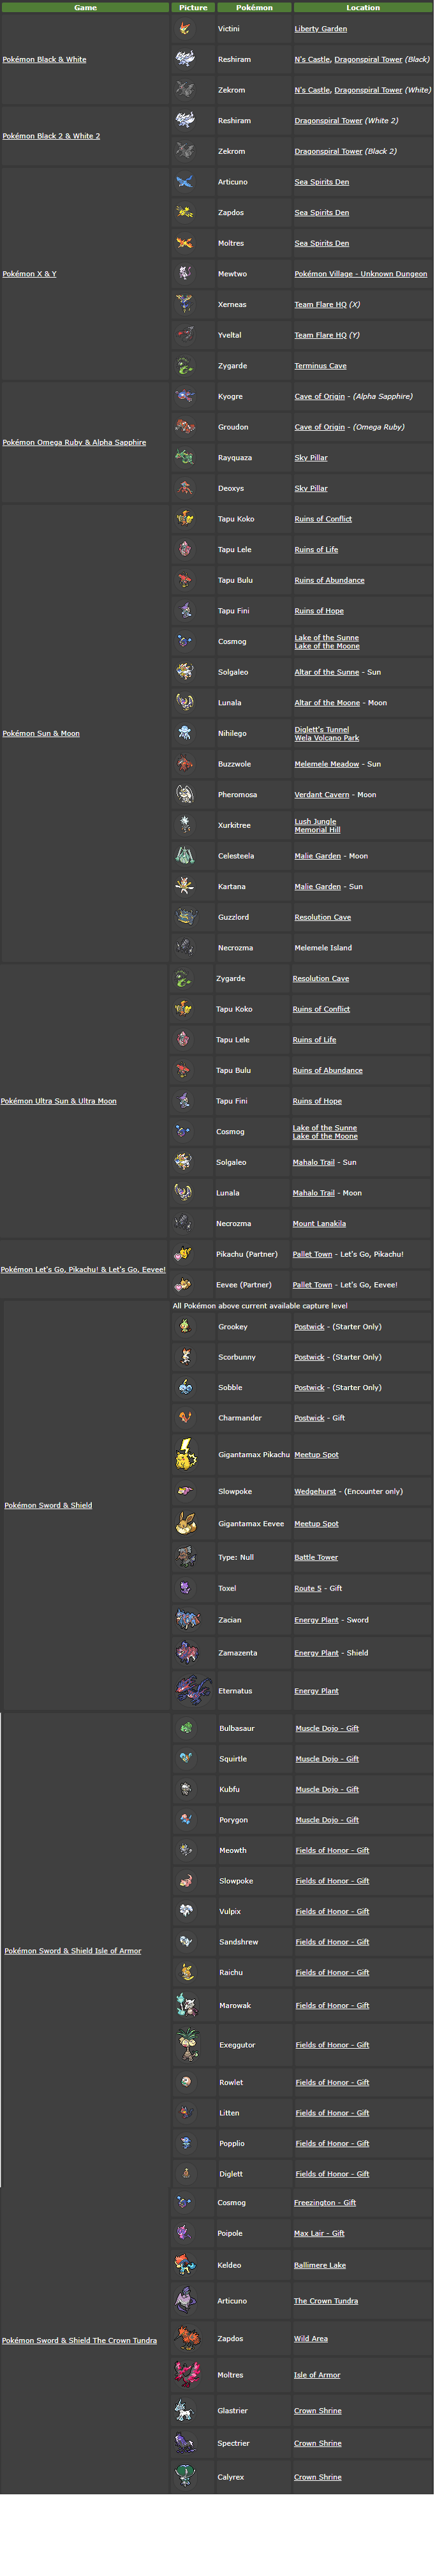 Game Picture Pokémon Location
Pokémon Black & White
Victini Liberty Garden
Reshiram N's Castle, Dragonspiral Tower (Black)
Zekrom N's Castle, Dragonspiral Tower (White)
Pokémon Black 2 & White 2
Reshiram Dragonspiral Tower (White 2)
Zekrom Dragonspiral Tower (Black 2)
Pokémon X & Y
Articuno Sea Spirits Den
Zapdos Sea Spirits Den
Moltres Sea Spirits Den
Mewtwo Pokémon Village - Unknown Dungeon
Xerneas Team Flare HQ (X)
Yveltal Team Flare HQ (Y)
Zygarde Terminus Cave
Pokémon Omega Ruby & Alpha Sapphire
Kyogre Cave of Origin - (Alpha Sapphire)
Groudon Cave of Origin - (Omega Ruby)
Rayquaza Sky Pillar
Deoxys Sky Pillar
Pokémon Sun & Moon
Tapu Koko Ruins of Conflict
Tapu Lele Ruins of Life
Tapu Bulu Ruins of Abundance
Tapu Fini Ruins of Hope
Cosmog Lake of the Sunne
Lake of the Moone
Solgaleo Altar of the Sunne - Sun
Lunala Altar of the Moone - Moon
Nihilego Diglett's Tunnel
Wela Volcano Park
Buzzwole Melemele Meadow - Sun
Pheromosa Verdant Cavern - Moon
Xurkitree Lush Jungle
Memorial Hill
Celesteela Malie Garden - Moon
Kartana Malie Garden - Sun
Guzzlord Resolution Cave
Necrozma Melemele Island
Pokémon Ultra Sun & Ultra Moon
Zygarde Resolution Cave
Tapu Koko Ruins of Conflict
Tapu Lele Ruins of Life
Tapu Bulu Ruins of Abundance
Tapu Fini Ruins of Hope
Cosmog Lake of the Sunne
Lake of the Moone
Solgaleo Mahalo Trail - Sun
Lunala Mahalo Trail - Moon
Necrozma Mount Lanakila
Pokémon Let's Go, Pikachu! & Let's Go, Eevee!
Pikachu (Partner) Pallet Town - Let's Go, Pikachu!
Eevee (Partner) Pallet Town - Let's Go, Eevee!
Pokémon Sword & Shield
All Pokémon above current available capture level
Grookey Postwick - (Starter Only)
Scorbunny Postwick - (Starter Only)
Sobble Postwick - (Starter Only)
Charmander Postwick - Gift
Gigantamax Pikachu Meetup Spot
Slowpoke Wedgehurst - (Encounter only)
Gigantamax Eevee Meetup Spot
Type: Null Battle Tower
Toxel Route 5 - Gift
Zacian Energy Plant - Sword
Zamazenta Energy Plant - Shield
Eternatus Energy Plant
Pokémon Sword & Shield Isle of Armor
Bulbasaur Muscle Dojo - Gift
Squirtle Muscle Dojo - Gift
Kubfu Muscle Dojo - Gift
Porygon Muscle Dojo - Gift
Meowth Fields of Honor - Gift
Slowpoke Fields of Honor - Gift
Vulpix Fields of Honor - Gift
Sandshrew Fields of Honor - Gift
Raichu Fields of Honor - Gift
Marowak Fields of Honor - Gift
Exeggutor Fields of Honor - Gift
Rowlet Fields of Honor - Gift
Litten Fields of Honor - Gift
Popplio Fields of Honor - Gift
Diglett Fields of Honor - Gift
Pokémon Sword & Shield The Crown Tundra
Cosmog Freezington - Gift
Poipole Max Lair - Gift
Keldeo Ballimere Lake
Articuno The Crown Tundra
Zapdos Wild Area
Moltres Isle of Armor
Glastrier Crown Shrine
Spectrier Crown Shrine
Calyrex Crown Shrine